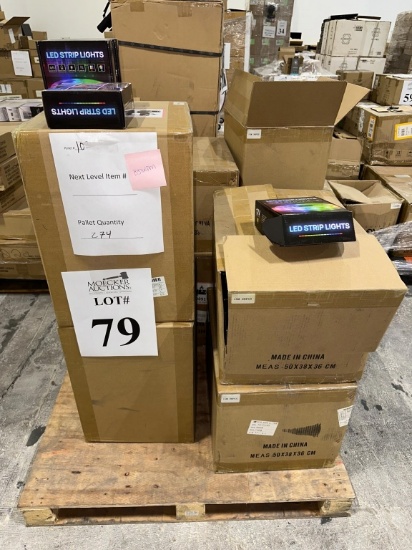 LED STRIP LIGHTS
LED STRIP LIGHTS
Next Level Item #
Pallet Quantity
274
MOECKER
AUCTIONS
LOT#
79
LED STRIP LIGHTS
MADE IN CHINA
MEAS.50X38X36 CM
MADE IN CHINA
MEAS.50X38X36 CM